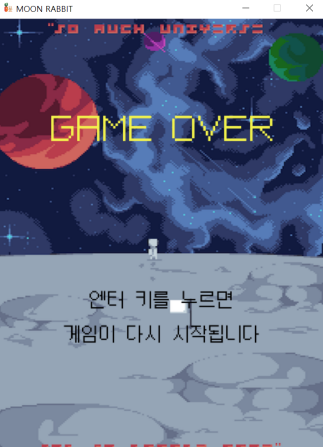 MOON RABBIT
"SO MUCH UNIVERSE
GAME OVER
엔터 키를 누르면
게임이 다시 시작됩니다